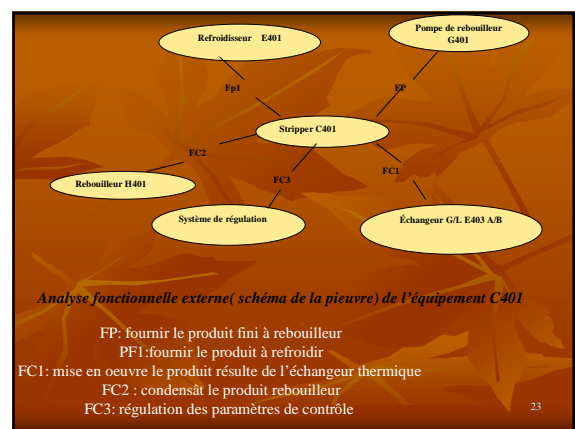 Refroidisseur E401
Pompe de rebouilleur
G401
Fp1
FP
Stripper C401
FC2
FC1
FC3
Rebouilleur H401
Système de régulation
Échangeur G/L E403 A/B
Analyse fonctionnelle externe( schéma de la pieuvre) de l'équipement C401
FP: fournir le produit fini à rebouilleur
PF1:fournir le produit à refroidir
FC1: mise en oeuvre le produit résulte de l'échangeur thermique
FC2 : condensât le produit rebouilleur
FC3: régulation des paramètres de contrôle
23